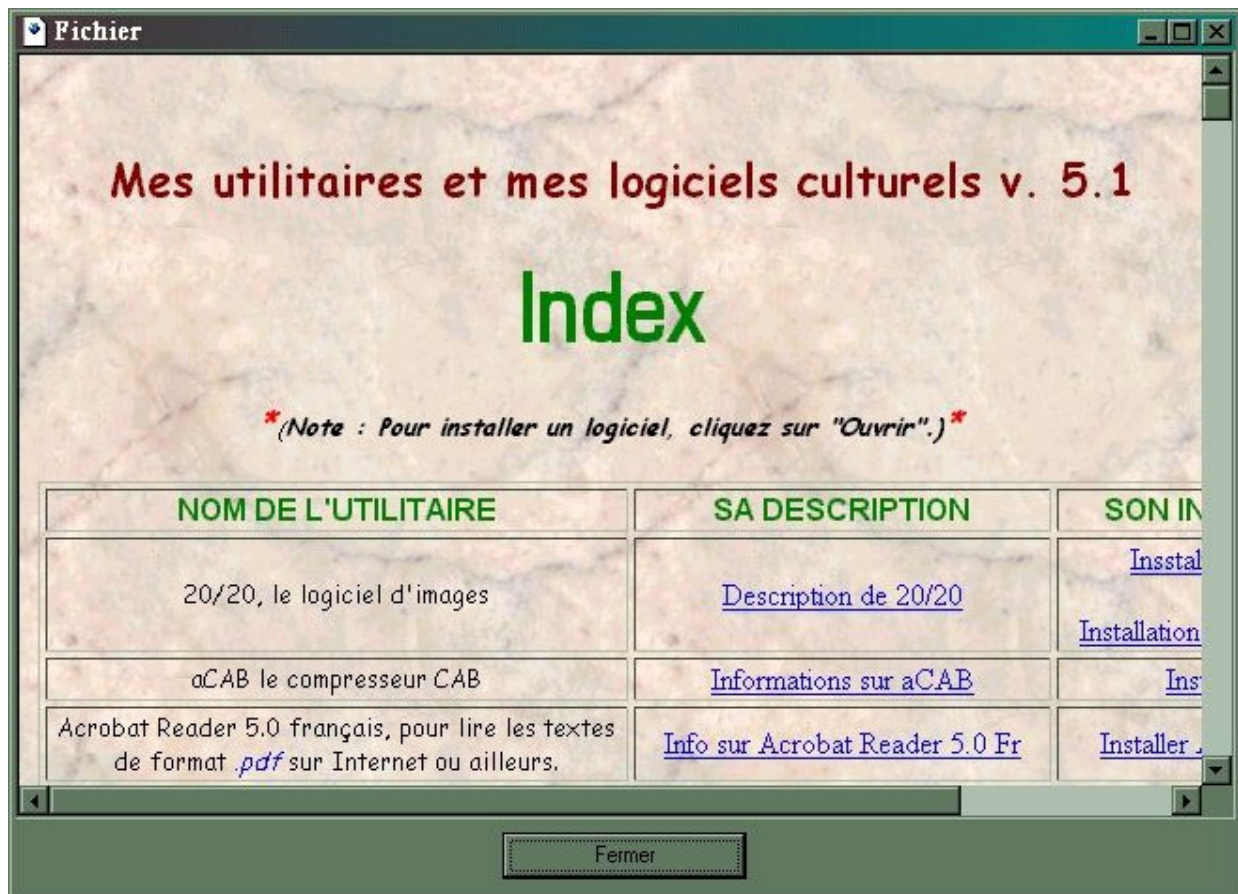 Fichier
Mes utilitaires et mes logiciels culturels v. 5.1
Index
*(Note : Pour installer un logiciel, cliquez sur "Ouvrir".)*
NOM DE L'UTILITAIRE
SA DESCRIPTION
SON IN
20/20, le logiciel d'images
Description de 20/20
Insstal
Installation
aCAB le compresseur CAB
Informations sur aCAB
Ins
Acrobat Reader 5.0 français, pour lire les textes
de format .pdf sur Internet ou ailleurs.
Info sur Acrobat Reader 5.0 Fr
Installer
Fermer